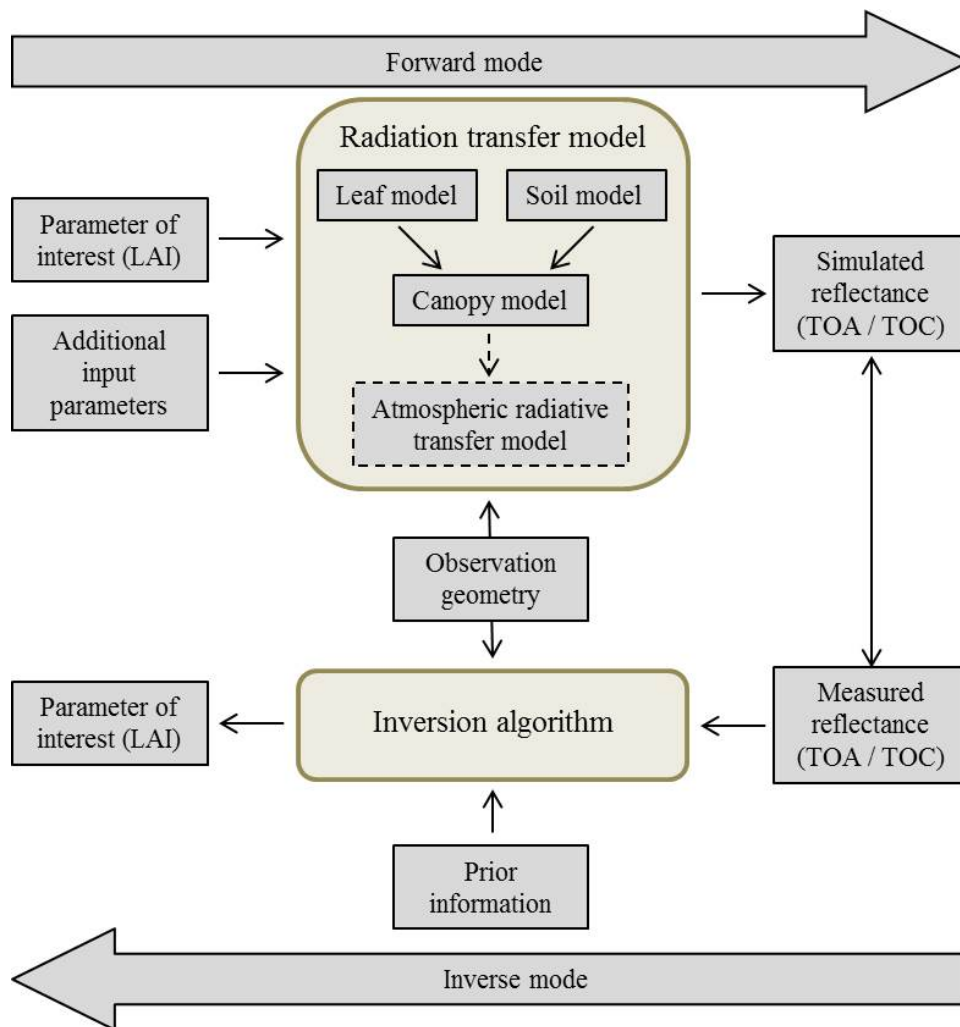 Forward mode
Radiation transfer model
Leaf model
Soil model
Parameter of
interest (LAI)
Canopy model
Simulated
reflectance
(TOA / TOC)
Additional
input
parameters
Atmospheric radiative
transfer model
Observation
geometry
Parameter of
interest (LAI)
Inversion algorithm
Measured
reflectance
(TOA / TOC)
Prior
information
Inverse mode